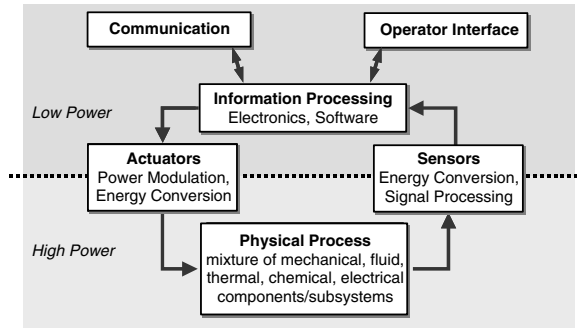 Communication
Operator Interface
Information Processing
Electronics, Software
Low Power
Actuators
Power Modulation,
Energy Conversion
Sensors
Energy Conversion,
Signal Processing
High Power
Physical Process
mixture of mechanical, fluid,
thermal, chemical, electrical
components/subsystems